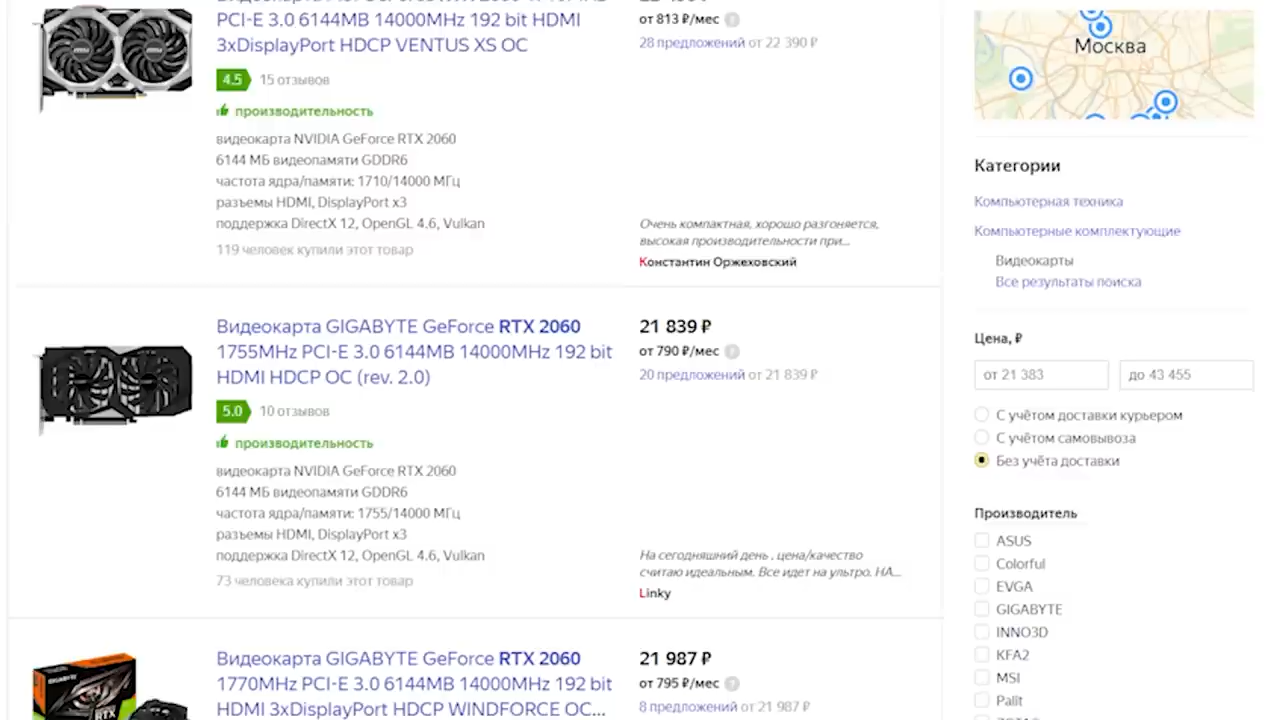 PCI-E 3.0 6144MB 14000MHz 192 bit HDMI
3xDisplayPort HDCP VENTUS XS OC
4.5 15 отзывов
производительность
видеокарта NVIDIA GeForce RTX 2060
6144 МБ видеопамяти GDDR6
частота ядра/памяти: 1710/14000 МГц
разъемы HDMI, DisplayPort x3
поддержка DirectX 12, OpenGL 4.6, Vulkan
119 человек купили этот товар
от 813 ₽/мес ?
28 предложений от 22 390 ₽
Очень компактная, хорошо разгоняется,
высокая производительности при...
Константин Оржеховский
Видеокарта GIGABYTE GeForce RTX 2060
1755MHz PCI-E 3.0 6144MB 14000MHz 192 bit
HDMI HDCP OC (rev. 2.0)
5.0 10 отзывов
производительность
видеокарта NVIDIA GeForce RTX 2060
6144 МБ видеопамяти GDDR6
частота ядра/памяти: 1755/14000 МГц
разъемы HDMI, DisplayPort x3
поддержка DirectX 12, OpenGL 4.6, Vulkan
73 человека купили этот товар
21 839 ₽
от 790 ₽/мес ?
20 предложений от 21 839 ₽
На сегодняшний день , цена/качество
считаю идеальным. Все идет на ультро. НА...
Linky
GIGABYTE
RTX
Видеокарта GIGABYTE GeForce RTX 2060
1770MHz PCI-E 3.0 6144MB 14000MHz 192 bit
HDMI 3xDisplayPort HDCP WINDFORCE OC...
21 987 ₽
от 795 ₽/мес ?
8 предложений от 21 987 ₽
Москва
Категории
Компьютерная техника
Компьютерные комплектующие
Видеокарты
Все результаты поиска
Цена, ₽
от 21 383 до 43 455
С учётом доставки курьером
С учётом самовывоза
Без учёта доставки
Производитель
ASUS
Colorful
EVGA
GIGABYTE
INNO3D
KFA2
MSI
Palit